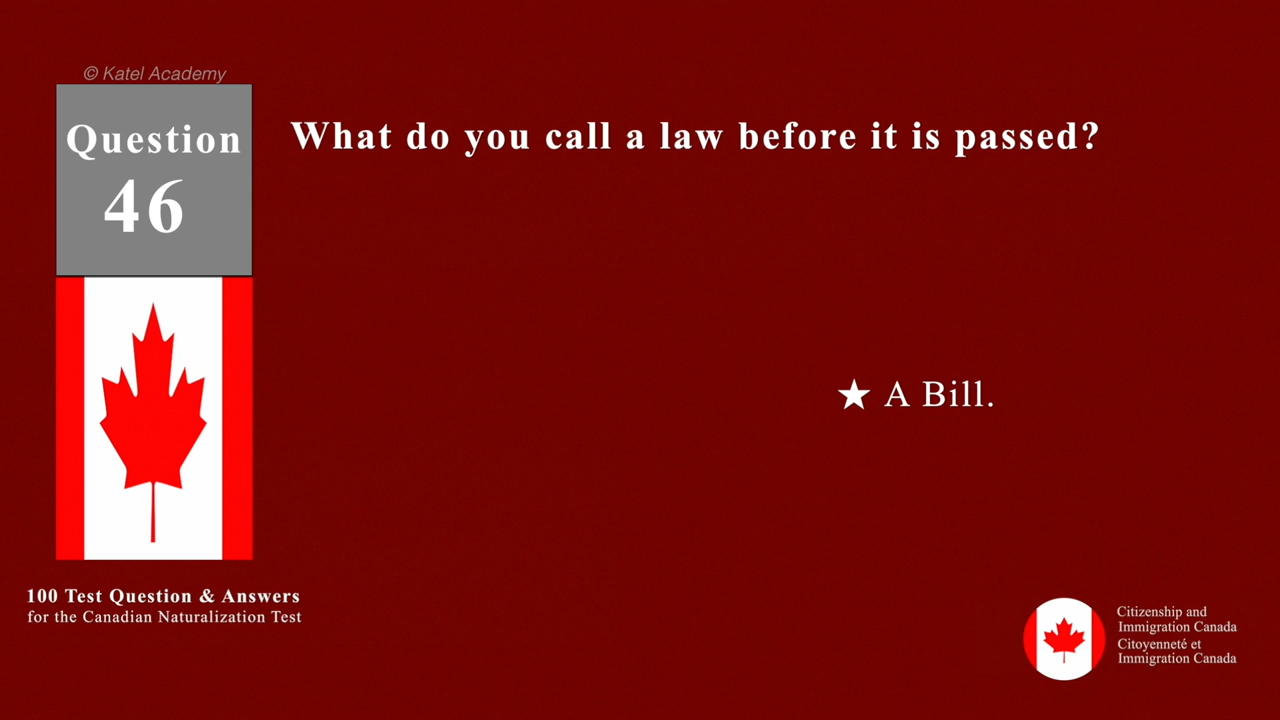 © Katel Academy
Question
46
What do you call a law before it is passed?
★ A Bill.
100 Test Question & Answers
for the Canadian Naturalization Test
Citizenship and
Immigration Canada
Citoyenneté et
Immigration Canada